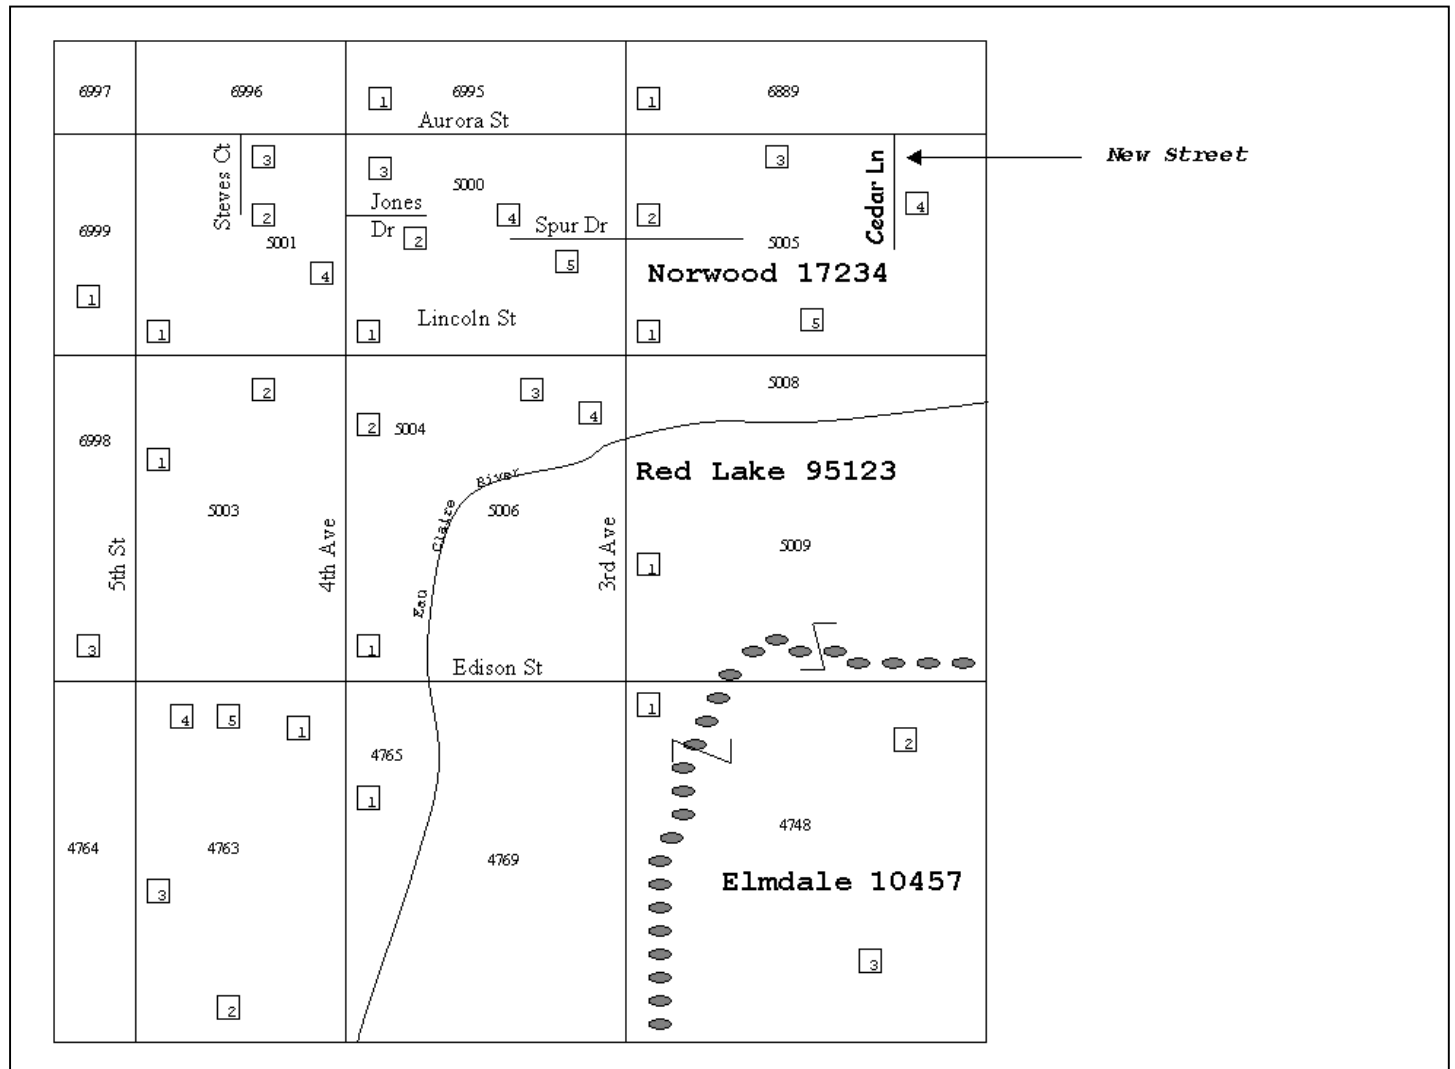 6997 6996 1 6995 1 6889
Aurora St
Steves Ct 3 3 3 Cedar Ln New Street
5000
Jones 4
2 4 Spur Dr 2
6999 5001 Dr 2 5005
4 5 Norwood 17234
1
1 1 Lincoln St 1 5
2 3 5008
4
2 5004
6998 1 Red Lake 95123
Eau Claire River
5003 5006
5th St 4th Ave 3rd Ave 5009
1
3 1
Edison St
4 5 1 1
2
4765
1
4748
4764 4763 4769
3 Elmdale 10457
3
2